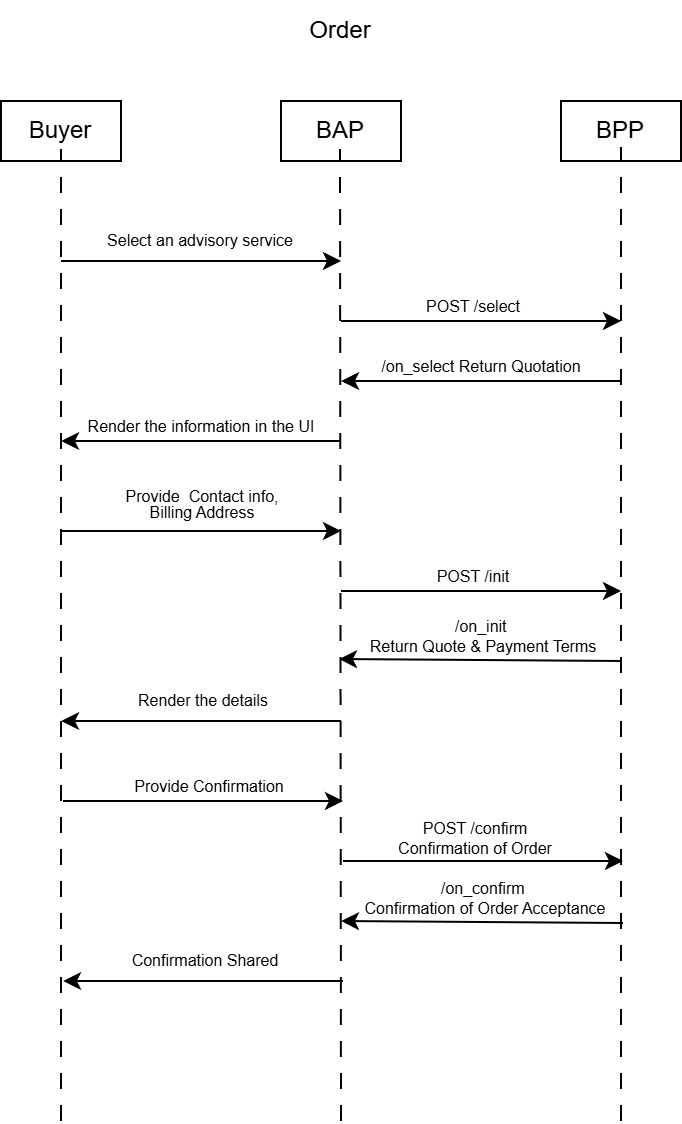 Order
Buyer
BAP
BPP
Select an advisory service
POST /select
/on_select Return Quotation
Render the information in the UI
Provide  Contact info,
Billing Address
POST /init
/on_init
Return Quote & Payment Terms
Render the details
Provide Confirmation
POST /confirm
Confirmation of Order
/on_confirm
Confirmation of Order Acceptance
Confirmation Shared